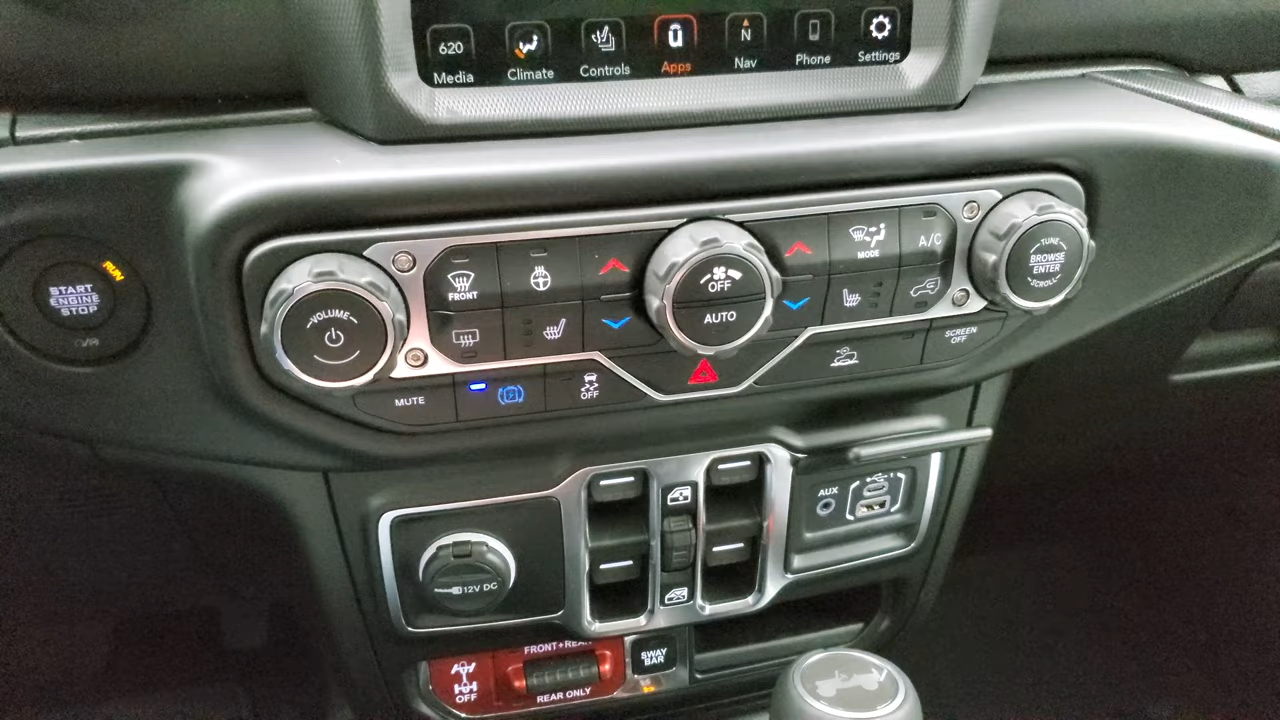 620
Media
Climate
Controls
Apps
N
Nav
Phone
Settings
RUN
START
ENGINE
STOP
VOLUME
FRONT
OFF
AUTO
MODE
A/C
TUNE
BROWSE
ENTER
SCROLL
MUTE
OFF
SCREEN
OFF
AUX
12V DC
FRONT+REAR
OFF
REAR ONLY
SWAY
BAR